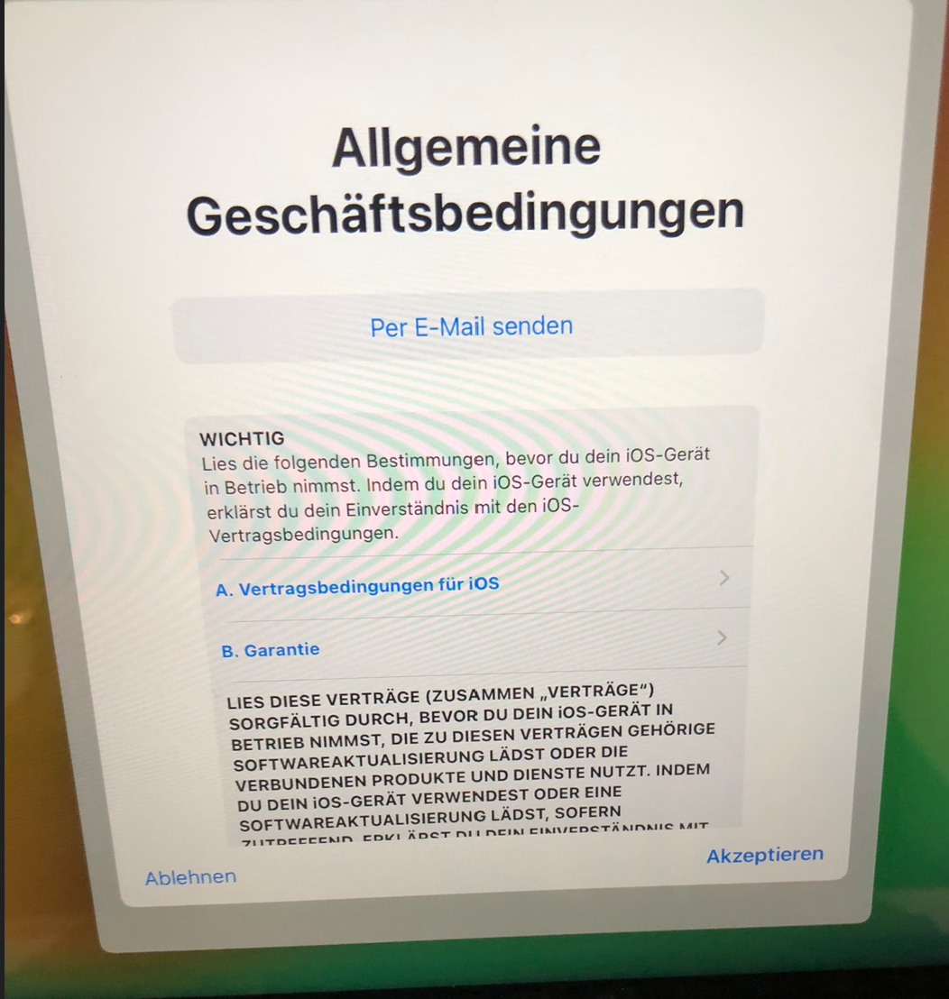 Allgemeine
Geschäftsbedingungen
Per E-Mail senden
WICHTIG
Lies die folgenden Bestimmungen, bevor du dein iOS-Gerät
in Betrieb nimmst. Indem du dein iOS-Gerät verwendest,
erklärst du dein Einverständnis mit den iOS-
Vertragsbedingungen.
A. Vertragsbedingungen für iOS
B. Garantie
LIES DIESE VERTRÄGE (ZUSAMMEN „VERTRÄGE“)
SORGFÄLTIG DURCH, BEVOR DU DEIN iOS-GERÄT IN
BETRIEB NIMMST, DIE ZU DIESEN VERTRÄGEN GEHÖRIGE
SOFTWAREAKTUALISIERUNG LÄDST ODER DIE
VERBUNDENEN PRODUKTE UND DIENSTE NUTZT. INDEM
DU DEIN iOS-GERÄT VERWENDEST ODER EINE
SOFTWAREAKTUALISIERUNG LÄDST, SOFERN
ZUTREFFEND, ERKLÄRST DU DEIN EINVERSTÄNDNIS MIT
Ablehnen
Akzeptieren